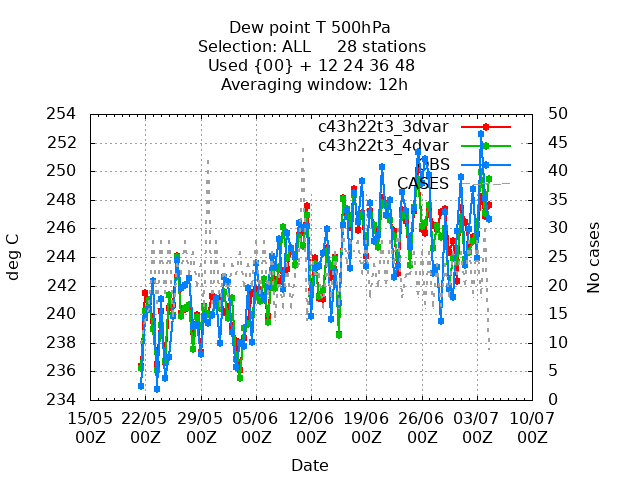 Dew point T 500hPa
Selection: ALL     28 stations
Used {00} + 12 24 36 48
Averaging window: 12h
c43h22t3_3dvar
c43h22t3_4dvar
OBS
CASES
254
252
250
248
246
244
242
240
238
236
234
deg C
50
45
40
35
30
25
20
15
10
5
0
No cases
15/05 22/05 29/05 05/06 12/06 19/06 26/06 03/07 10/07
00Z 00Z 00Z 00Z 00Z 00Z 00Z 00Z 00Z
Date